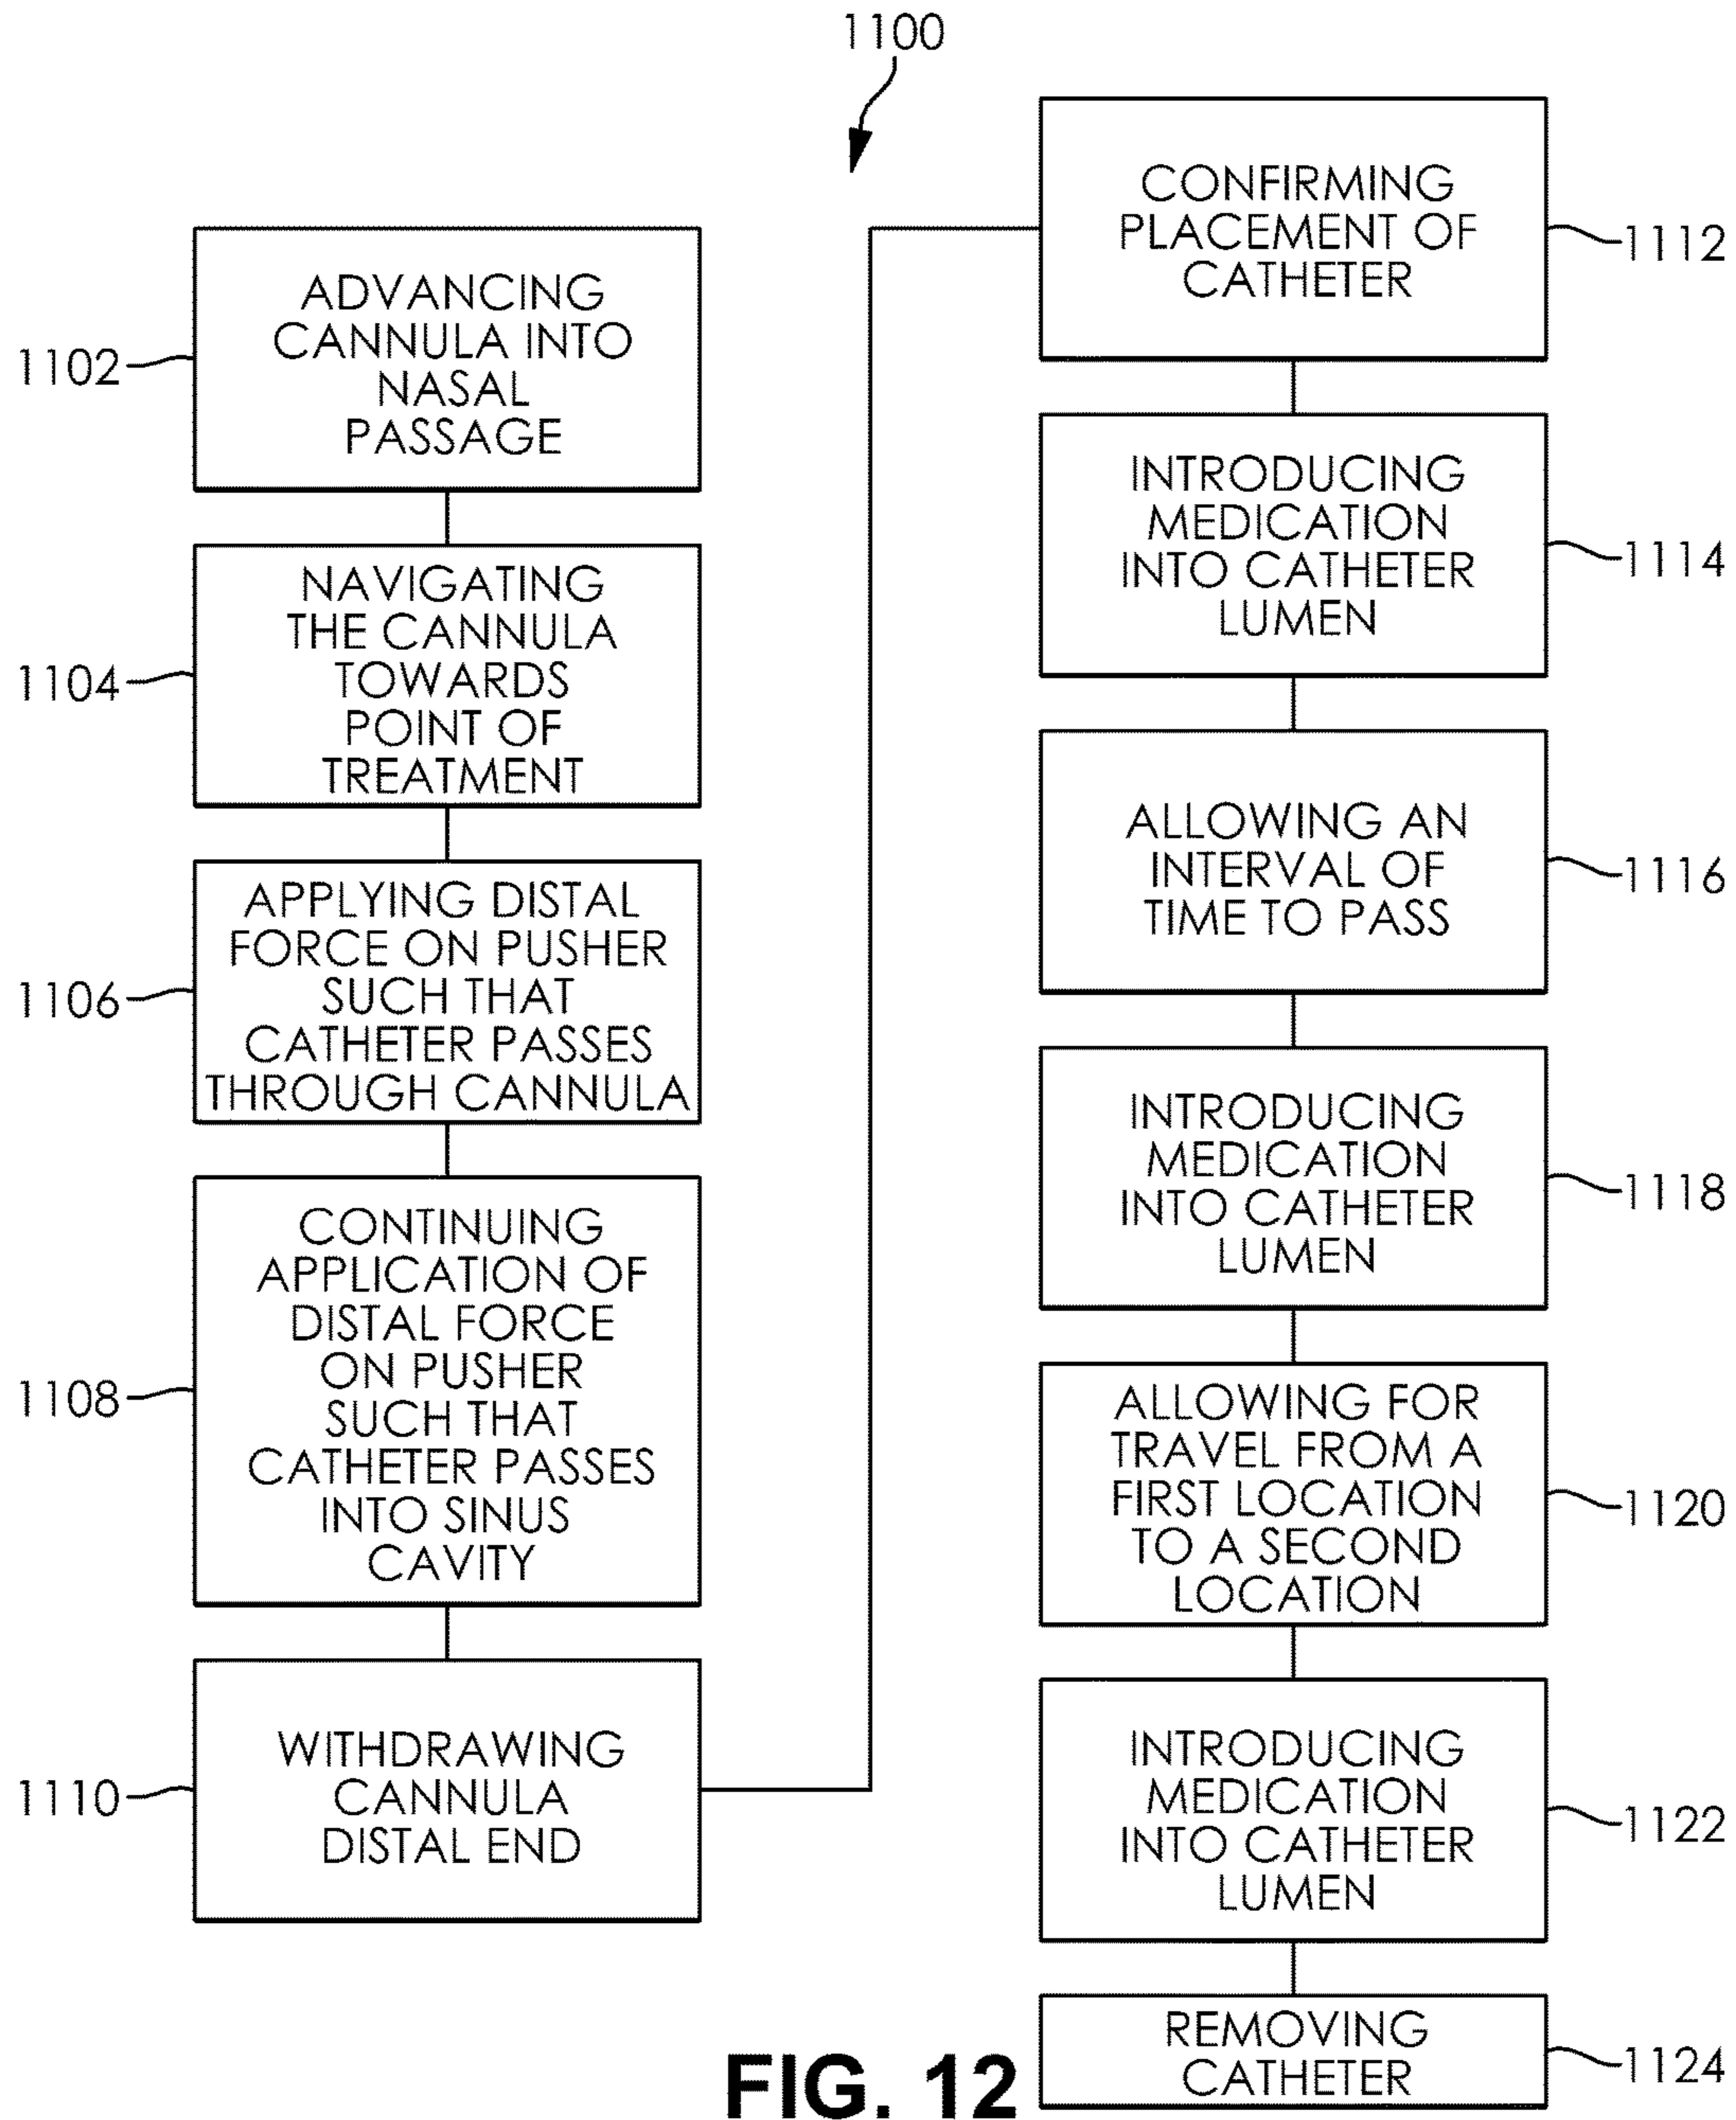 1100
1102
ADVANCING
CANNULA INTO
NASAL
PASSAGE
1104
NAVIGATING
THE CANNULA
TOWARDS
POINT OF
TREATMENT
1106
APPLYING DISTAL
FORCE ON PUSHER
SUCH THAT
CATHETER PASSES
THROUGH CANNULA
1108
CONTINUING
APPLICATION OF
DISTAL FORCE
ON PUSHER
SUCH THAT
CATHETER PASSES
INTO SINUS
CAVITY
1110
WITHDRAWING
CANNULA
DISTAL END
CONFIRMING
PLACEMENT OF
CATHETER
1112
INTRODUCING
MEDICATION
INTO CATHETER
LUMEN
1114
ALLOWING AN
INTERVAL OF
TIME TO PASS
1116
INTRODUCING
MEDICATION
INTO CATHETER
LUMEN
1118
ALLOWING FOR
TRAVEL FROM A
FIRST LOCATION
TO A SECOND
LOCATION
1120
INTRODUCING
MEDICATION
INTO CATHETER
LUMEN
1122
REMOVING
CATHETER
1124
FIG. 12